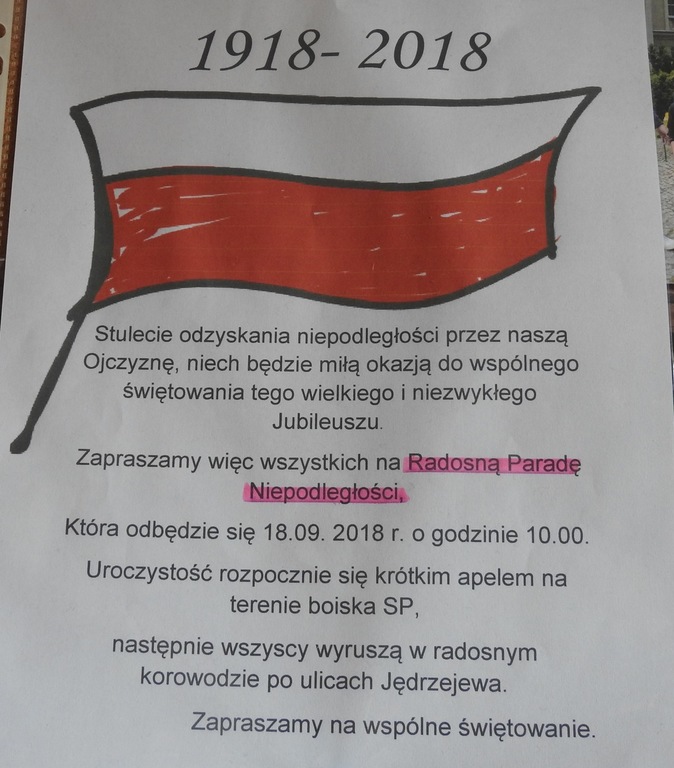 1918- 2018
Stulecie odzyskania niepodległości przez naszą
Ojczyznę, niech będzie miłą okazją do wspólnego
świętowania tego wielkiego i niezwykłego
Jubileuszu.
Zapraszamy więc wszystkich na Radosną Paradę
Niepodległości,
Która odbędzie się 18.09. 2018 r. o godzinie 10.00.
Uroczystość rozpocznie się krótkim apelem na
terenie boiska SP,
następnie wszyscy wyruszą w radosnym
korowodzie po ulicach Jędrzejewa.
Zapraszamy na wspólne świętowanie.